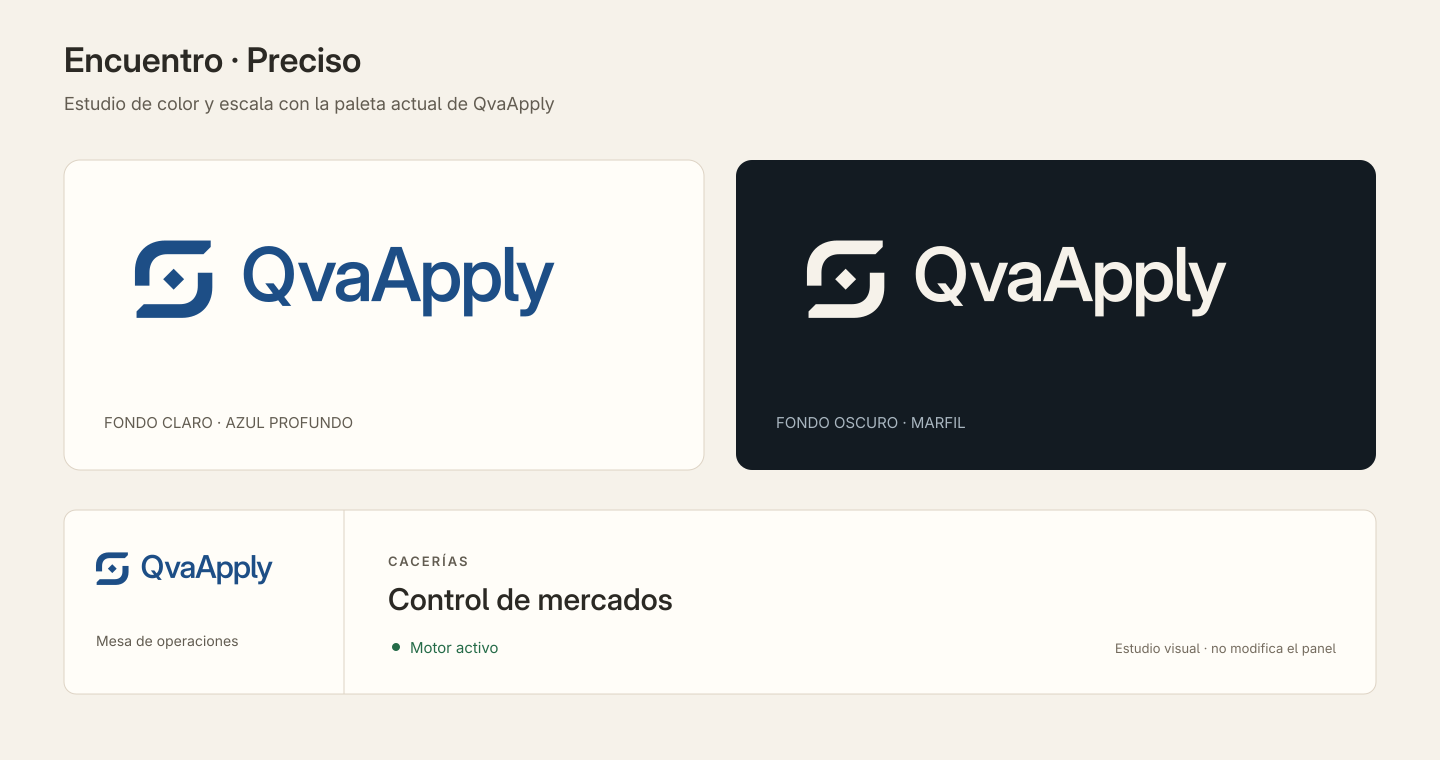 Encuentro · Preciso
Estudio de color y escala con la paleta actual de QvaApply
QvaApply
FONDO CLARO · AZUL PROFUNDO
QvaApply
FONDO OSCURO · MARFIL
QvaApply
Mesa de operaciones
CACERÍAS
Control de mercados
Motor activo
Estudio visual · no modifica el panel